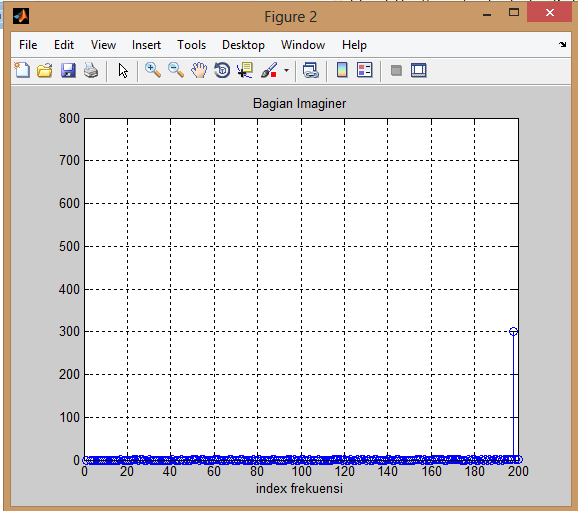 Figure 2
File Edit View Insert Tools Desktop Window Help
Bagian Imaginer
800
700
600
500
400
300
200
100
0
0 20 40 60 80 100 120 140 160 180 200
index frekuensi